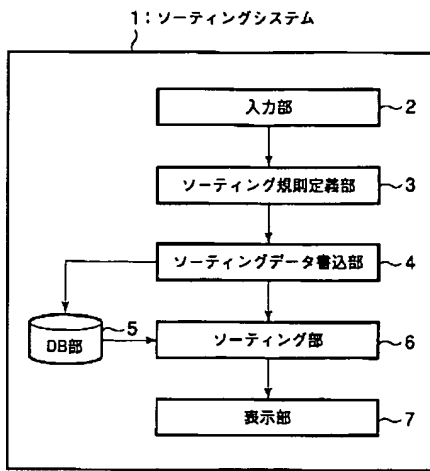 1:ソーティングシステム
入力部 2
ソーティング規則定義部 3
ソーティングデータ書込部 4
DB部 5
ソーティング部 6
表示部 7